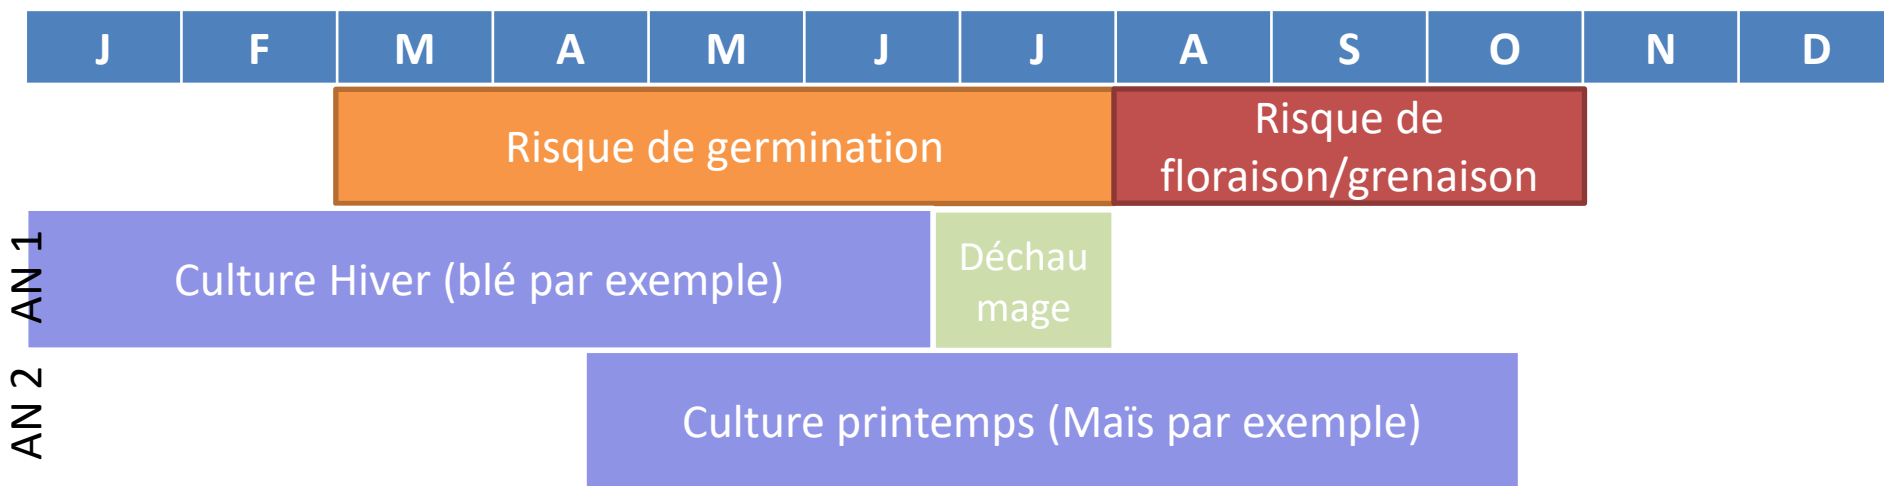 J F M A M J J A S O N D
Risque de germination
Risque de
floraison/grenaison
AN 1
Culture Hiver (blé par exemple)
Déchau
mage
AN 2
Culture printemps (Maïs par exemple)